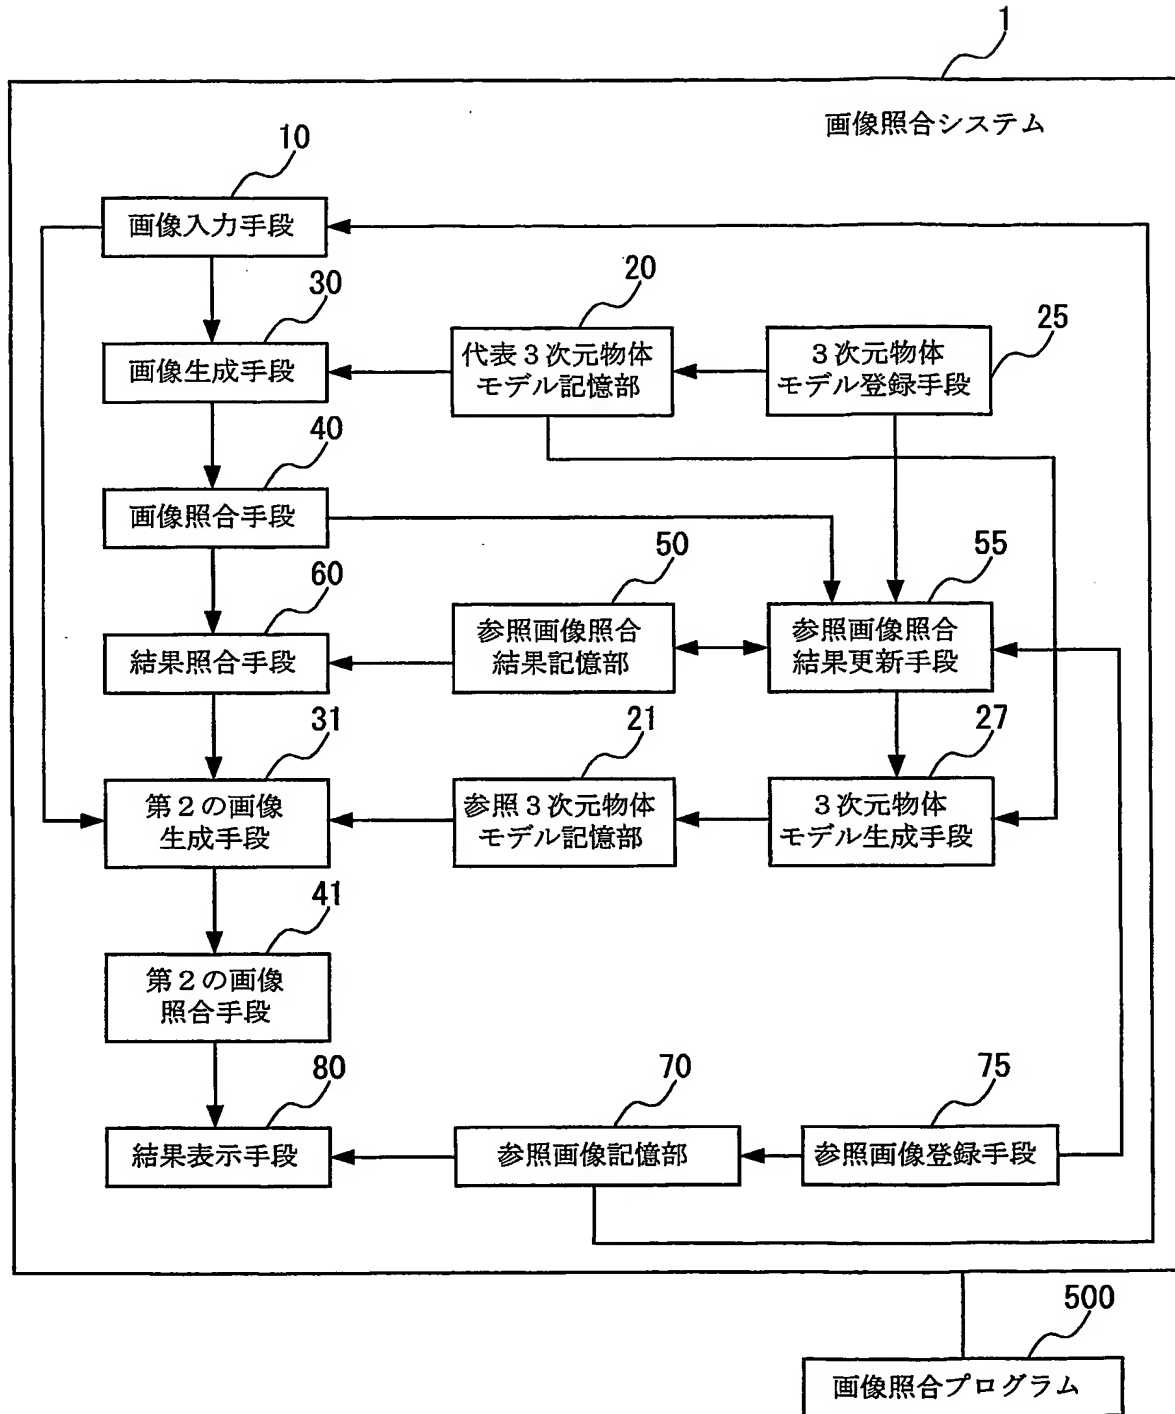 1
画像照合システム
10
画像入力手段
30
画像生成手段
20
代表3次元物体
モデル記憶部
25
3次元物体
モデル登録手段
40
画像照合手段
60
結果照合手段
50
参照画像照合
結果記憶部
55
参照画像照合
結果更新手段
31
第2の画像
生成手段
21
参照3次元物体
モデル記憶部
27
3次元物体
モデル生成手段
41
第2の画像
照合手段
80
結果表示手段
70
参照画像記憶部
75
参照画像登録手段
500
画像照合プログラム